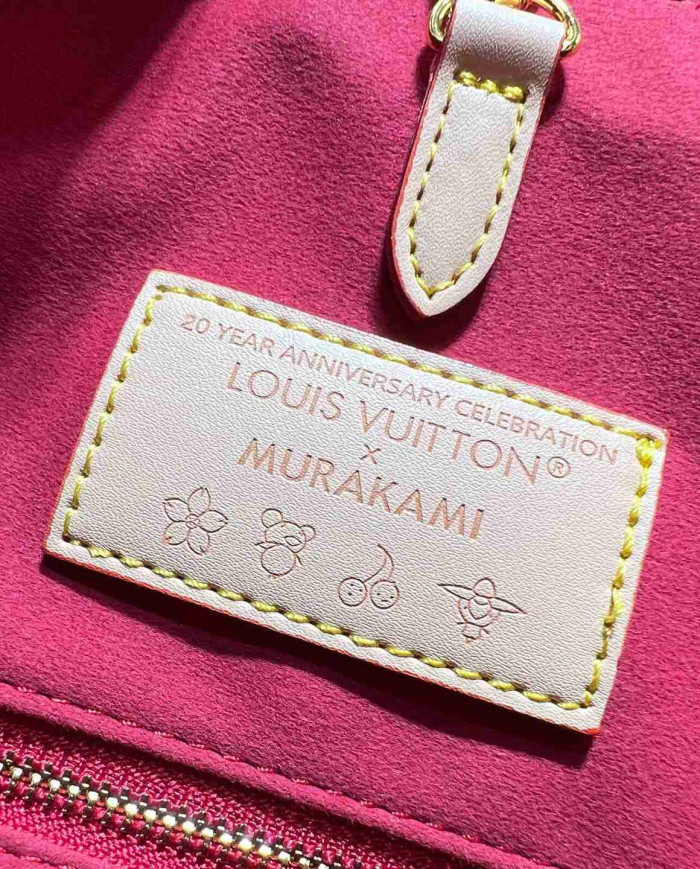 20 YEAR ANNIVERSARY CELEBRATION
LOUIS VUITTON®
×
MURAKAMI